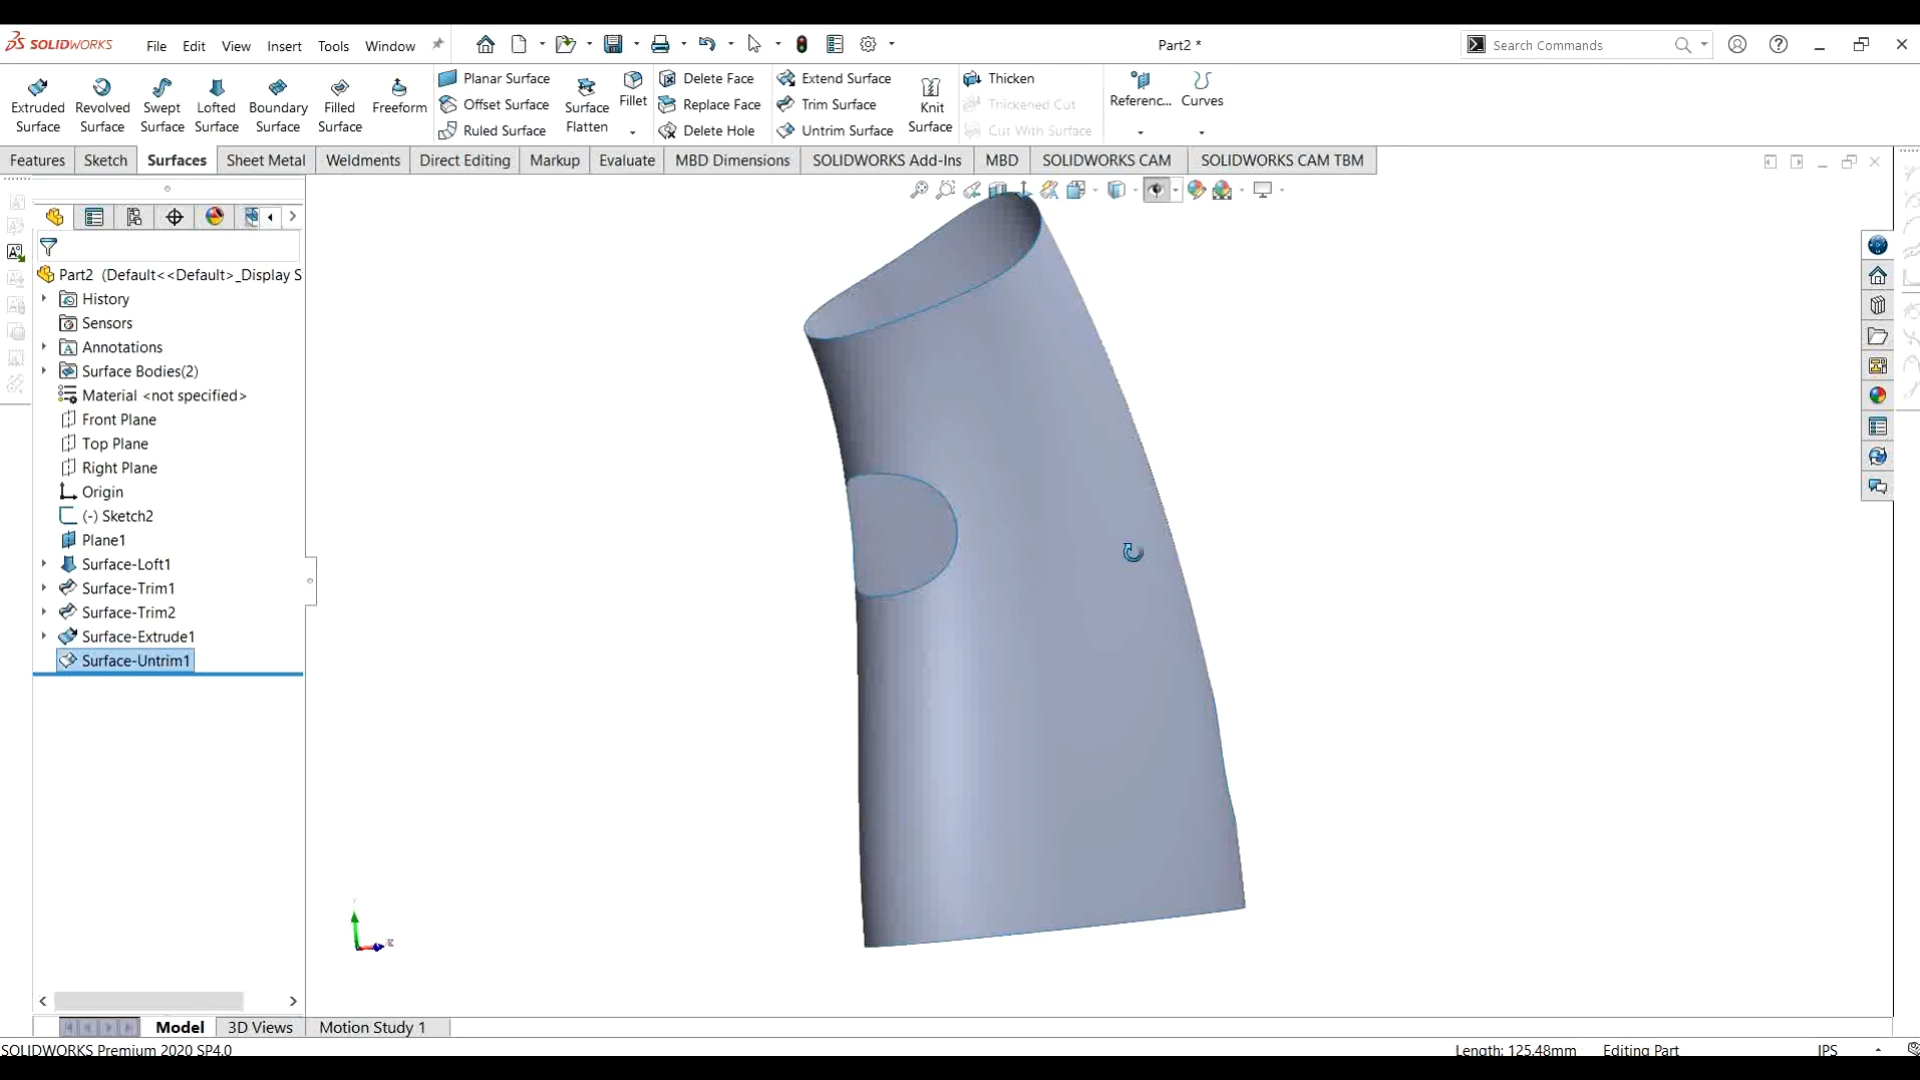 SOLIDWORKS File Edit View Insert Tools Window Part2 * Search Commands
Extruded Surface Revolved Surface Swept Surface Lofted Surface Boundary Surface Filled Surface Freeform
Planar Surface
Offset Surface
Ruled Surface
Surface Flatten Fillet
Delete Face
Replace Face
Delete Hole
Extend Surface
Trim Surface
Untrim Surface
Knit Surface
Thicken
Thickened Cut
Cut With Surface
Referenc... Curves
Features Sketch Surfaces Sheet Metal Weldments Direct Editing Markup Evaluate MBD Dimensions SOLIDWORKS Add-Ins MBD SOLIDWORKS CAM SOLIDWORKS CAM TBM
Part2 (Default<<Default>_Display S
History
Sensors
Annotations
Surface Bodies(2)
Material <not specified>
Front Plane
Top Plane
Right Plane
Origin
(-) Sketch2
Plane1
Surface-Loft1
Surface-Trim1
Surface-Trim2
Surface-Extrude1
Surface-Untrim1
Model 3D Views Motion Study 1
SOLIDWORKS Premium 2020 SP4.0 Length: 125.48mm Editing Part IPS